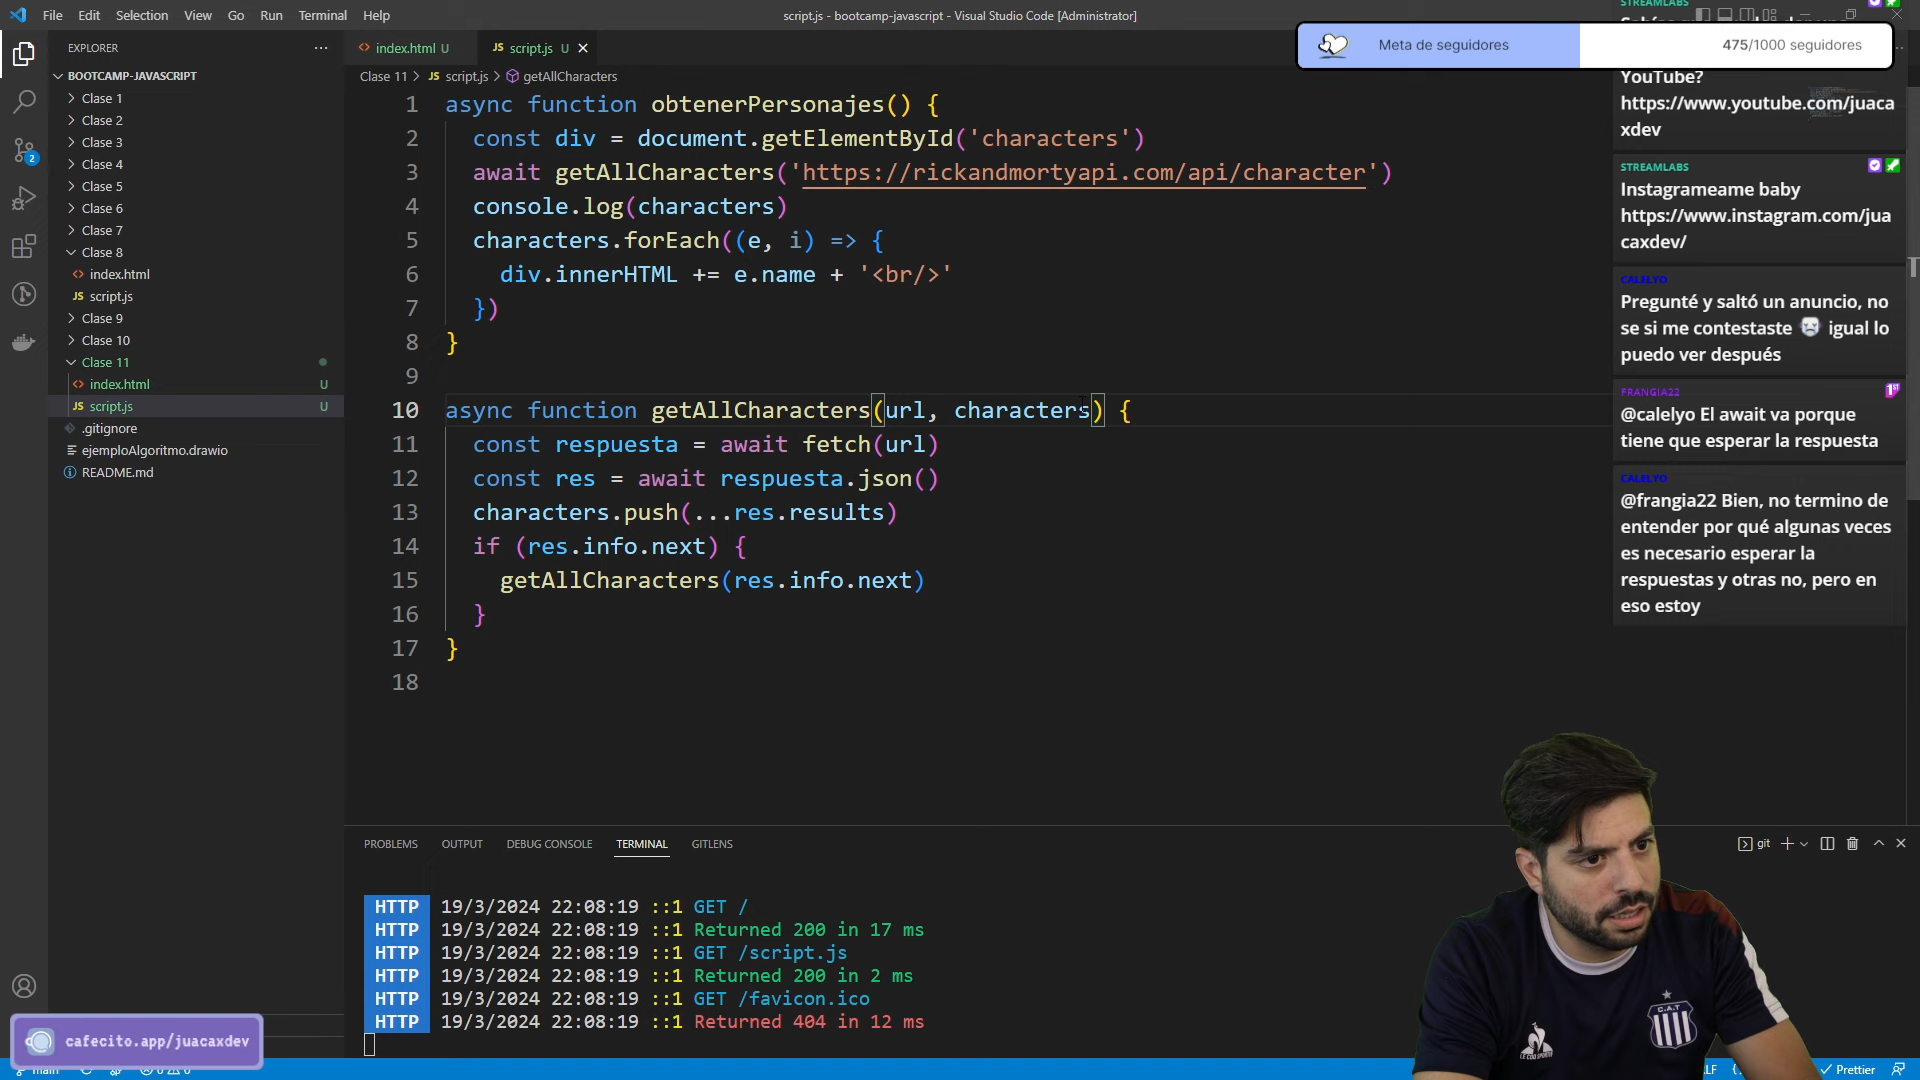 File Edit Selection View Go Run Terminal Help
script.js - bootcamp-javascript - Visual Studio Code [Administrator]
EXPLORER
BOOTCAMP-JAVASCRIPT
Clase 1
Clase 2
Clase 3
Clase 4
Clase 5
Clase 6
Clase 7
Clase 8
index.html
script.js
Clase 9
Clase 10
Clase 11
index.html U
script.js U
.gitignore
ejemploAlgoritmo.drawio
README.md
2
index.html U
JS script.js U
Clase 11 > JS script.js > getAllCharacters
1 async function obtenerPersonajes() {
2 const div = document.getElementById('characters')
3 await getAllCharacters('https://rickandmortyapi.com/api/character')
4 console.log(characters)
5 characters.forEach((e, i) => {
6 div.innerHTML += e.name + '<br/>'
7 })
8 }
9
10 async function getAllCharacters(url, characters) {
11 const respuesta = await fetch(url)
12 const res = await respuesta.json()
13 characters.push(...res.results)
14 if (res.info.next) {
15 getAllCharacters(res.info.next)
16 }
17 }
18
PROBLEMS OUTPUT DEBUG CONSOLE TERMINAL GITLENS
git
HTTP 19/3/2024 22:08:19 ::1 GET /
HTTP 19/3/2024 22:08:19 ::1 Returned 200 in 17 ms
HTTP 19/3/2024 22:08:19 ::1 GET /script.js
HTTP 19/3/2024 22:08:19 ::1 Returned 200 in 2 ms
HTTP 19/3/2024 22:08:19 ::1 GET /favicon.ico
HTTP 19/3/2024 22:08:19 ::1 Returned 404 in 12 ms
STREAMLABS
Meta de seguidores 475/1000 seguidores
YouTube?
https://www.youtube.com/juaca
xdev
STREAMLABS
Instagrameame baby
https://www.instagram.com/jua
caxdev/
CALELYO
Pregunté y saltó un anuncio, no
se si me contestaste igual lo
puedo ver después
FRANGIA22
@calelyo El await va porque
tiene que esperar la respuesta
CALELYO
@frangia22 Bien, no termino de
entender por qué algunas veces
es necesario esperar la
respuestas y otras no, pero en
eso estoy
C.A.T
LE COQ SPORTIF
cafecito.app/juacaxdev
main
Prettier